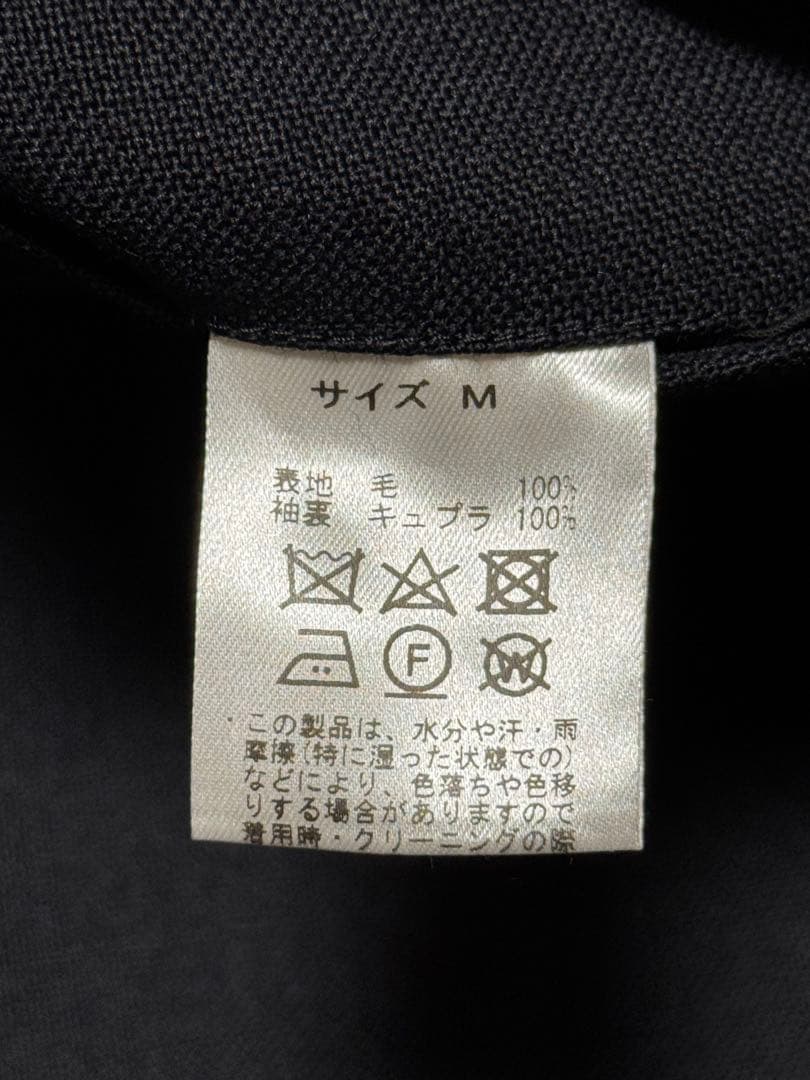 サイズ M
表地 毛 100%
袖裏 キュプラ 100%
F
W
・この製品は、水分や汗・雨
摩擦(特に湿った状態での)
などにより、色落ちや色移
りする場合がありますので
着用時・クリーニングの際